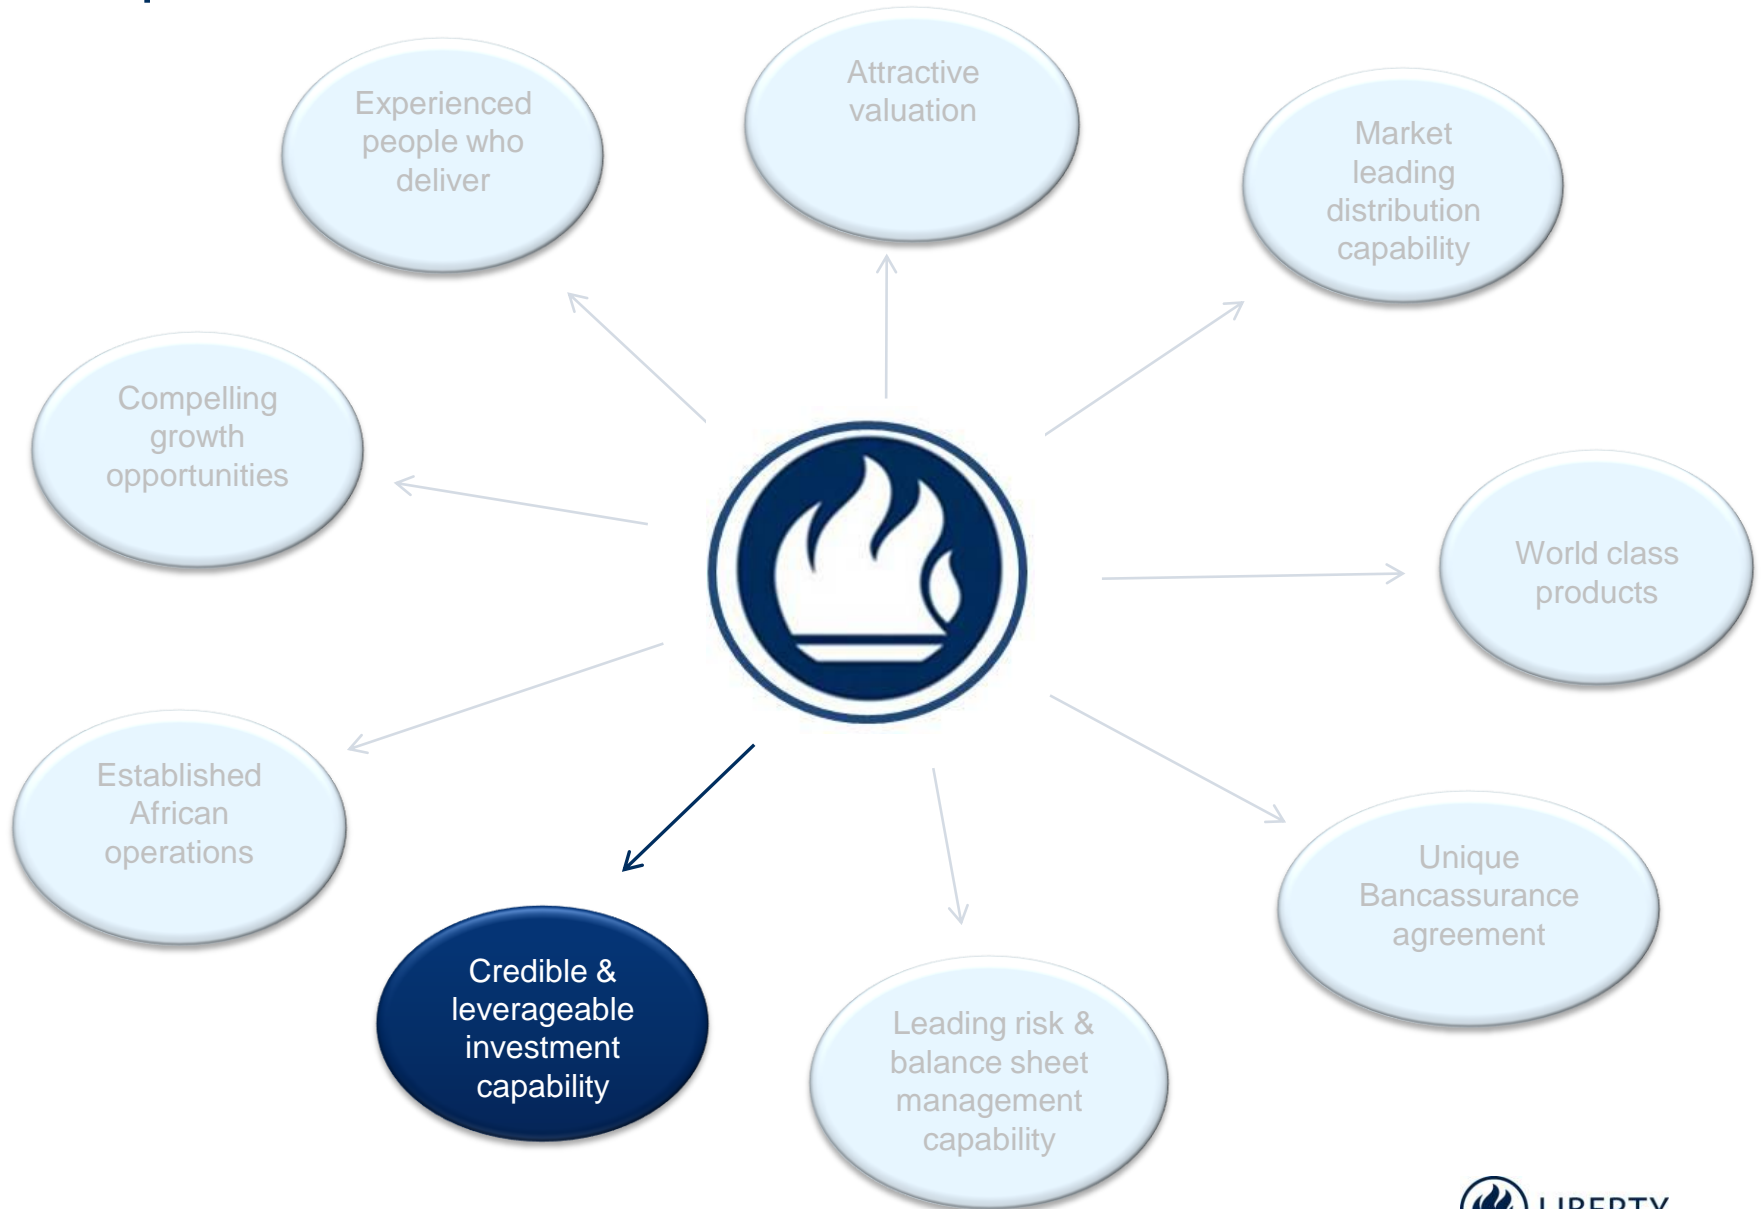 Attractive
valuation
Market
leading
distribution
capability
World class
products
Unique
Bancassurance
agreement
Leading risk &
balance sheet
management
capability
Credible &
leverageable
investment
capability
Established
African
operations
Compelling
growth
opportunities
Experienced
people who
deliver
LIBERTY